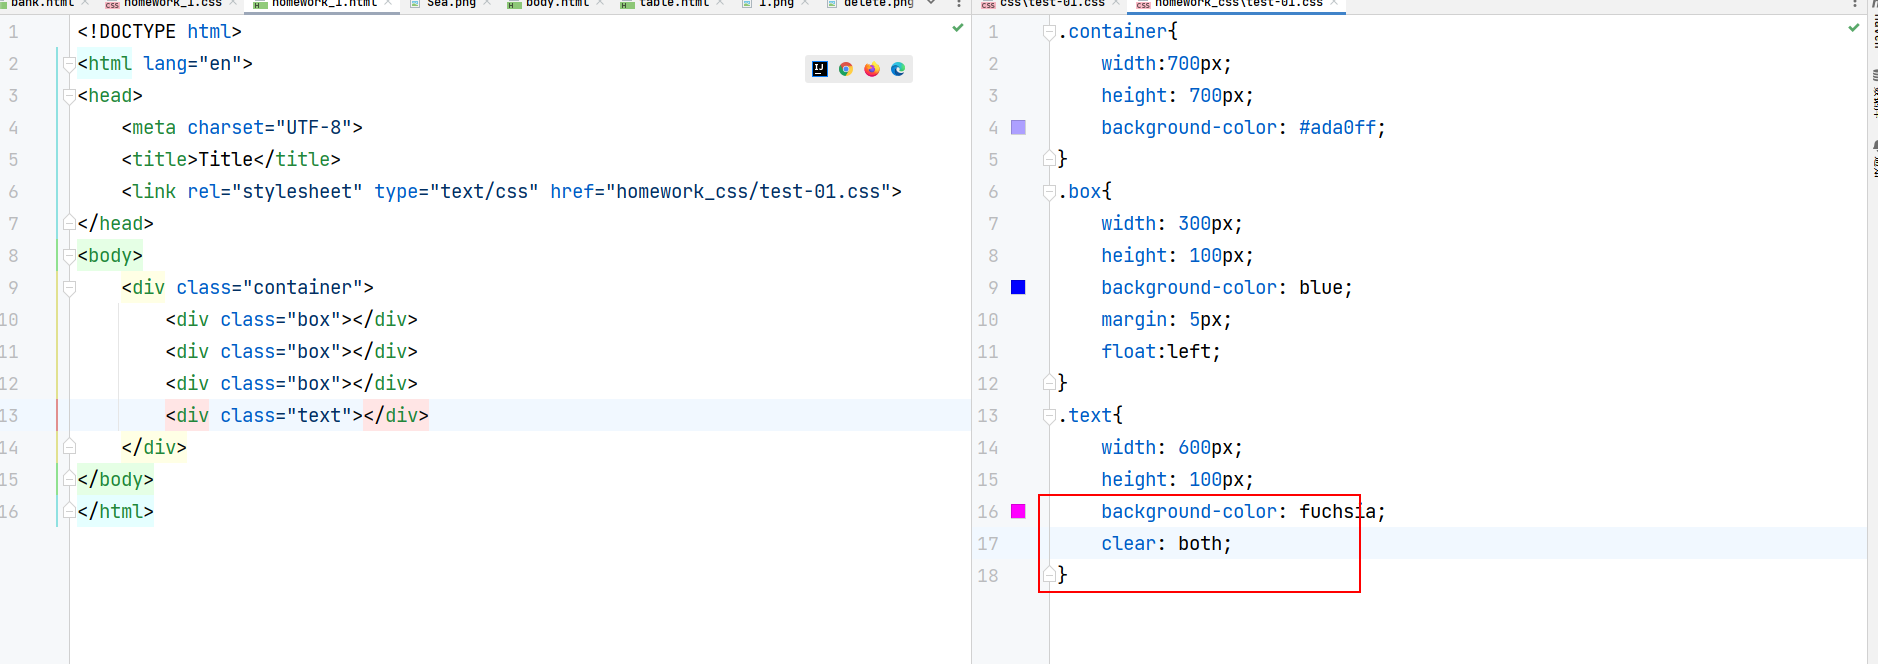 bank.html
homework_1.css
homework_1.html
Sea.png
body.html
table.html
1.png
delete.png
css\test-01.css
homework_css\test-01.css
1 <!DOCTYPE html>
2 <html lang="en">
3 <head>
4 <meta charset="UTF-8">
5 <title>Title</title>
6 <link rel="stylesheet" type="text/css" href="homework_css/test-01.css">
7 </head>
8 <body>
9 <div class="container">
10 <div class="box"></div>
11 <div class="box"></div>
12 <div class="box"></div>
13 <div class="text"></div>
14 </div>
15 </body>
16 </html>
1 .container{
2 width:700px;
3 height: 700px;
4 background-color: #ada0ff;
5 }
6 .box{
7 width: 300px;
8 height: 100px;
9 background-color: blue;
10 margin: 5px;
11 float:left;
12 }
13 .text{
14 width: 600px;
15 height: 100px;
16 background-color: fuchsia;
17 clear: both;
18 }